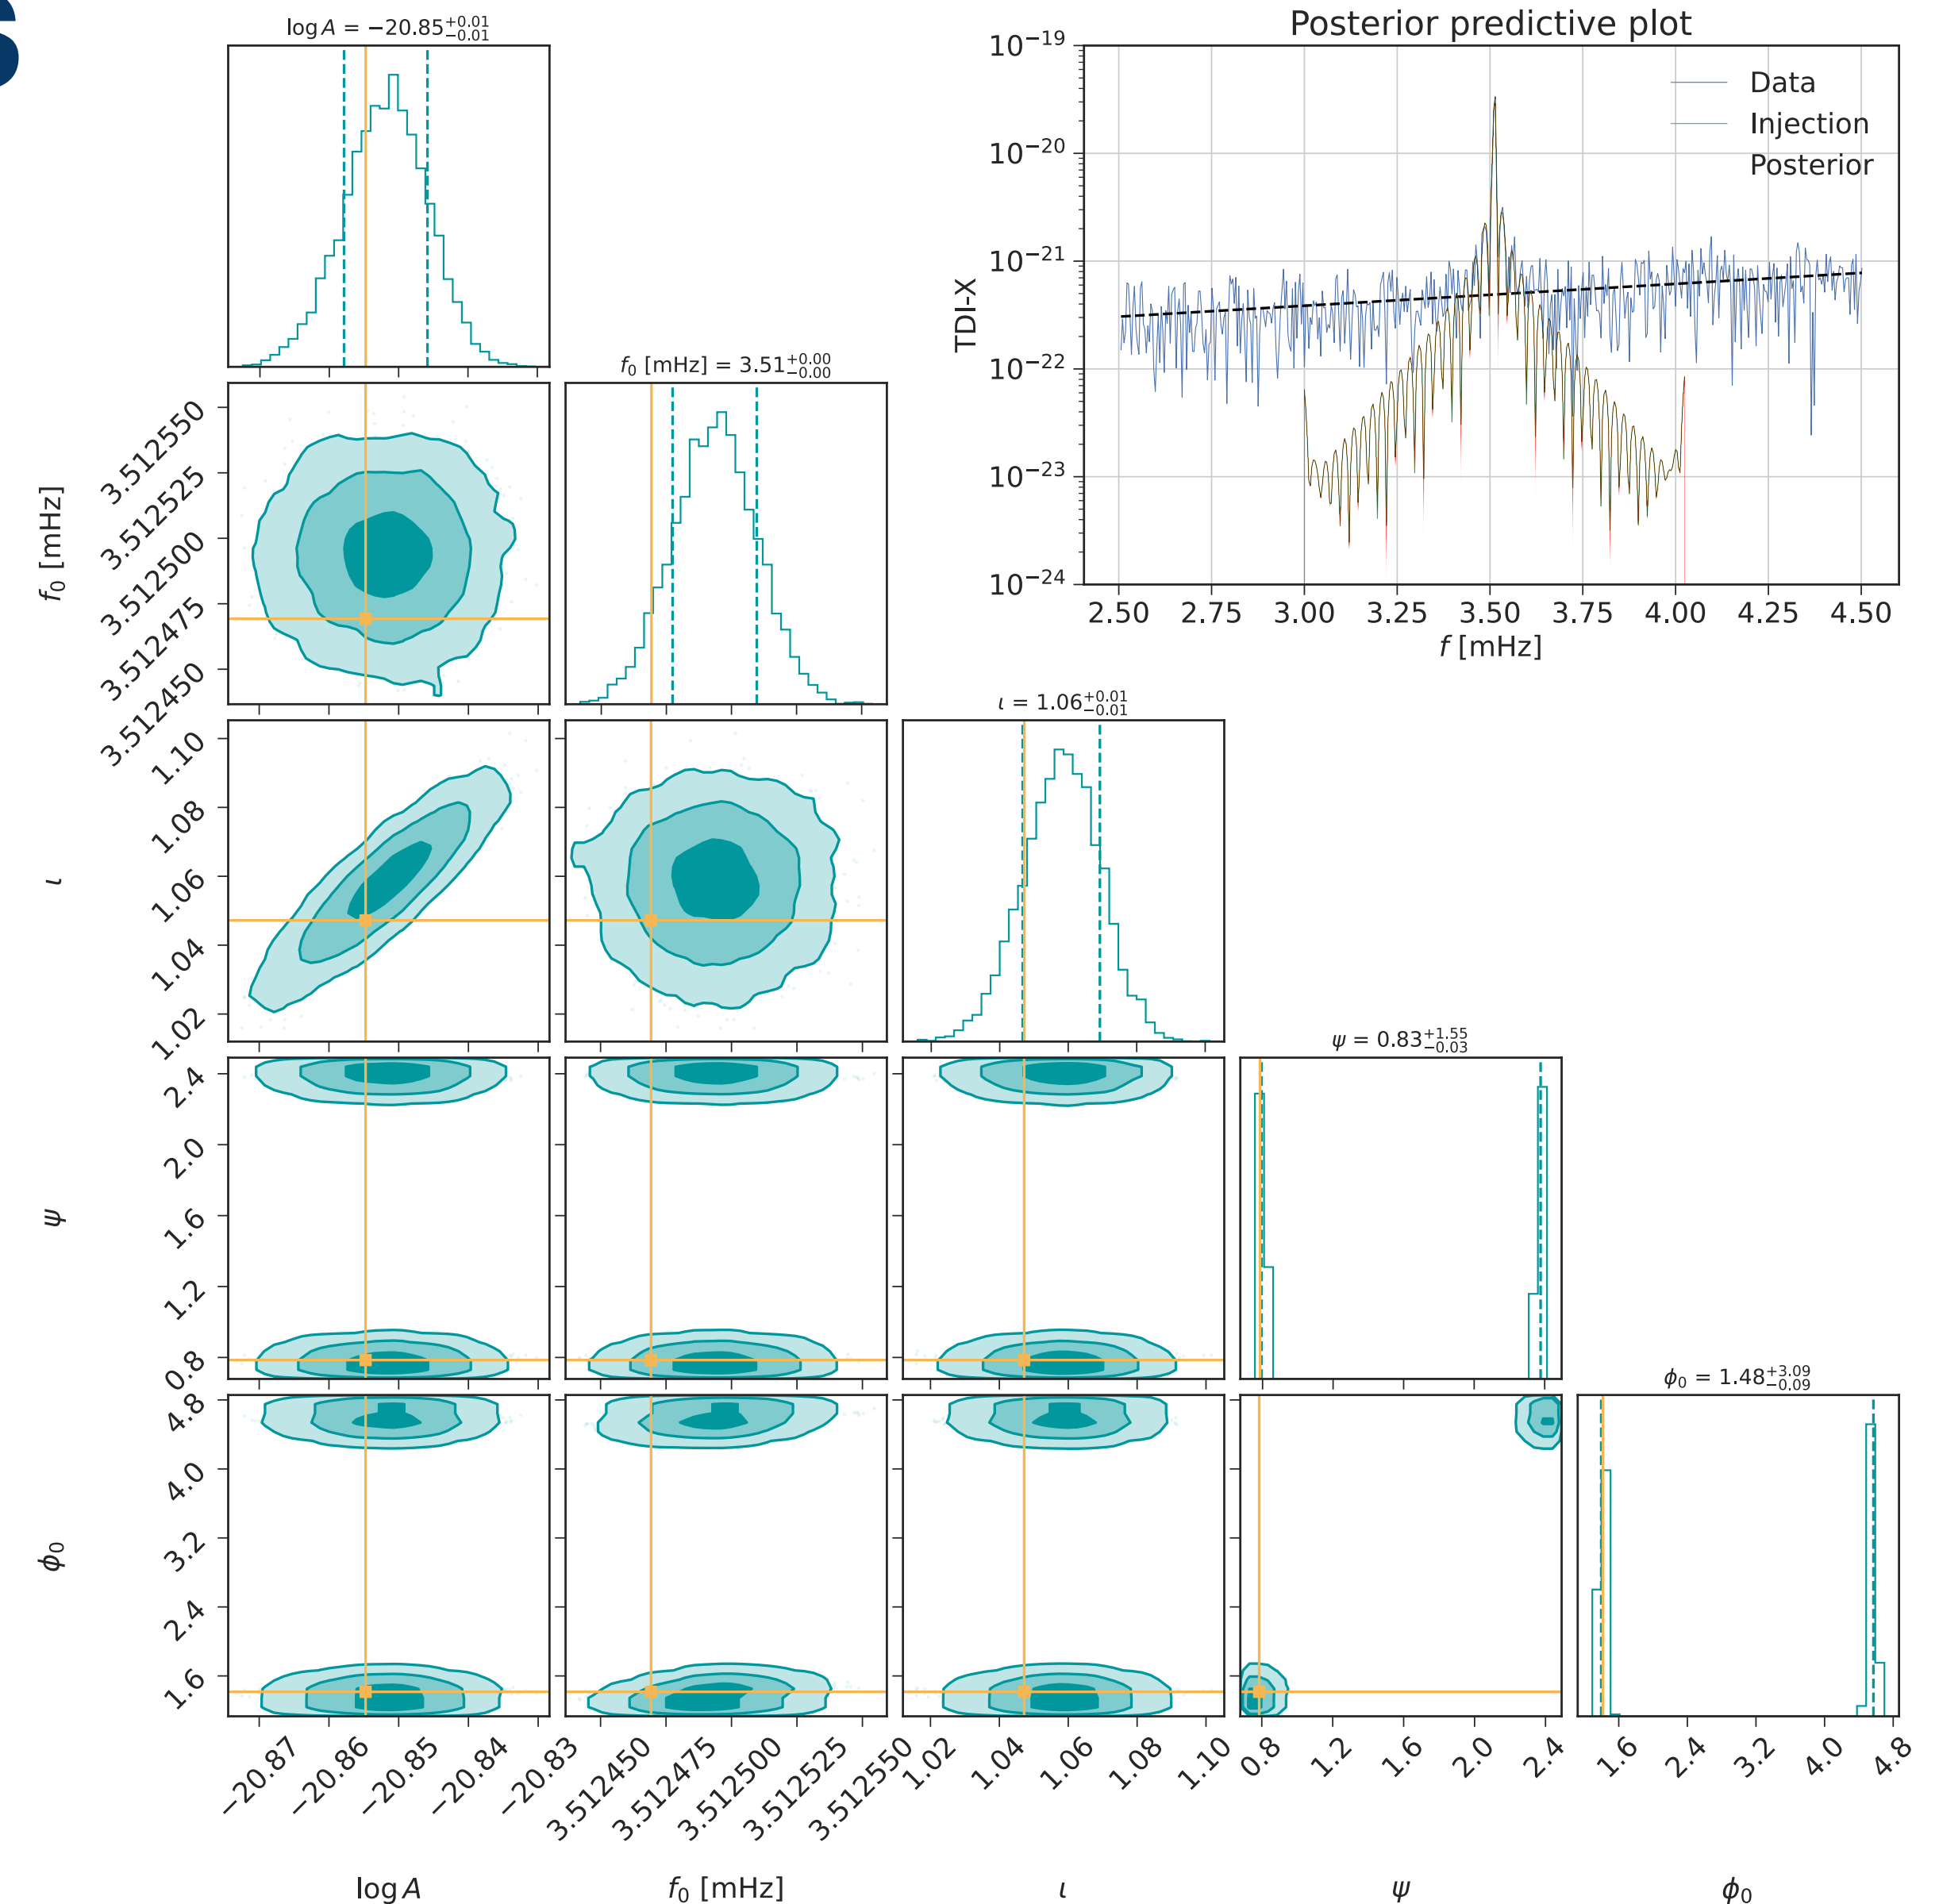 S
log A = −20.85 +0.01 −0.01
Posterior predictive plot
10−19
10−20
10−21
10−22
10−23
10−24
TDI-X
Data
Injection
Posterior
2.50 2.75 3.00 3.25 3.50 3.75 4.00 4.25 4.50
f [mHz]
f0 [mHz] = 3.51 +0.00 −0.00
f0 [mHz]
3.512550
3.512525
3.512500
3.512475
3.512450
ι = 1.06 +0.01 −0.01
ι
1.10
1.08
1.06
1.04
1.02
ψ = 0.83 +1.55 −0.03
ψ
2.4
2.0
1.6
1.2
0.8
ϕ0 = 1.48 +3.09 −0.09
ϕ0
4.8
4.0
3.2
2.4
1.6
−20.87 −20.86 −20.85 −20.84 −20.83
3.512450 3.512475 3.512500 3.512525 3.512550
1.02 1.04 1.06 1.08 1.10
0.8 1.2 1.6 2.0 2.4
1.6 2.4 3.2 4.0 4.8
log A
f0 [mHz]
ι
ψ
ϕ0